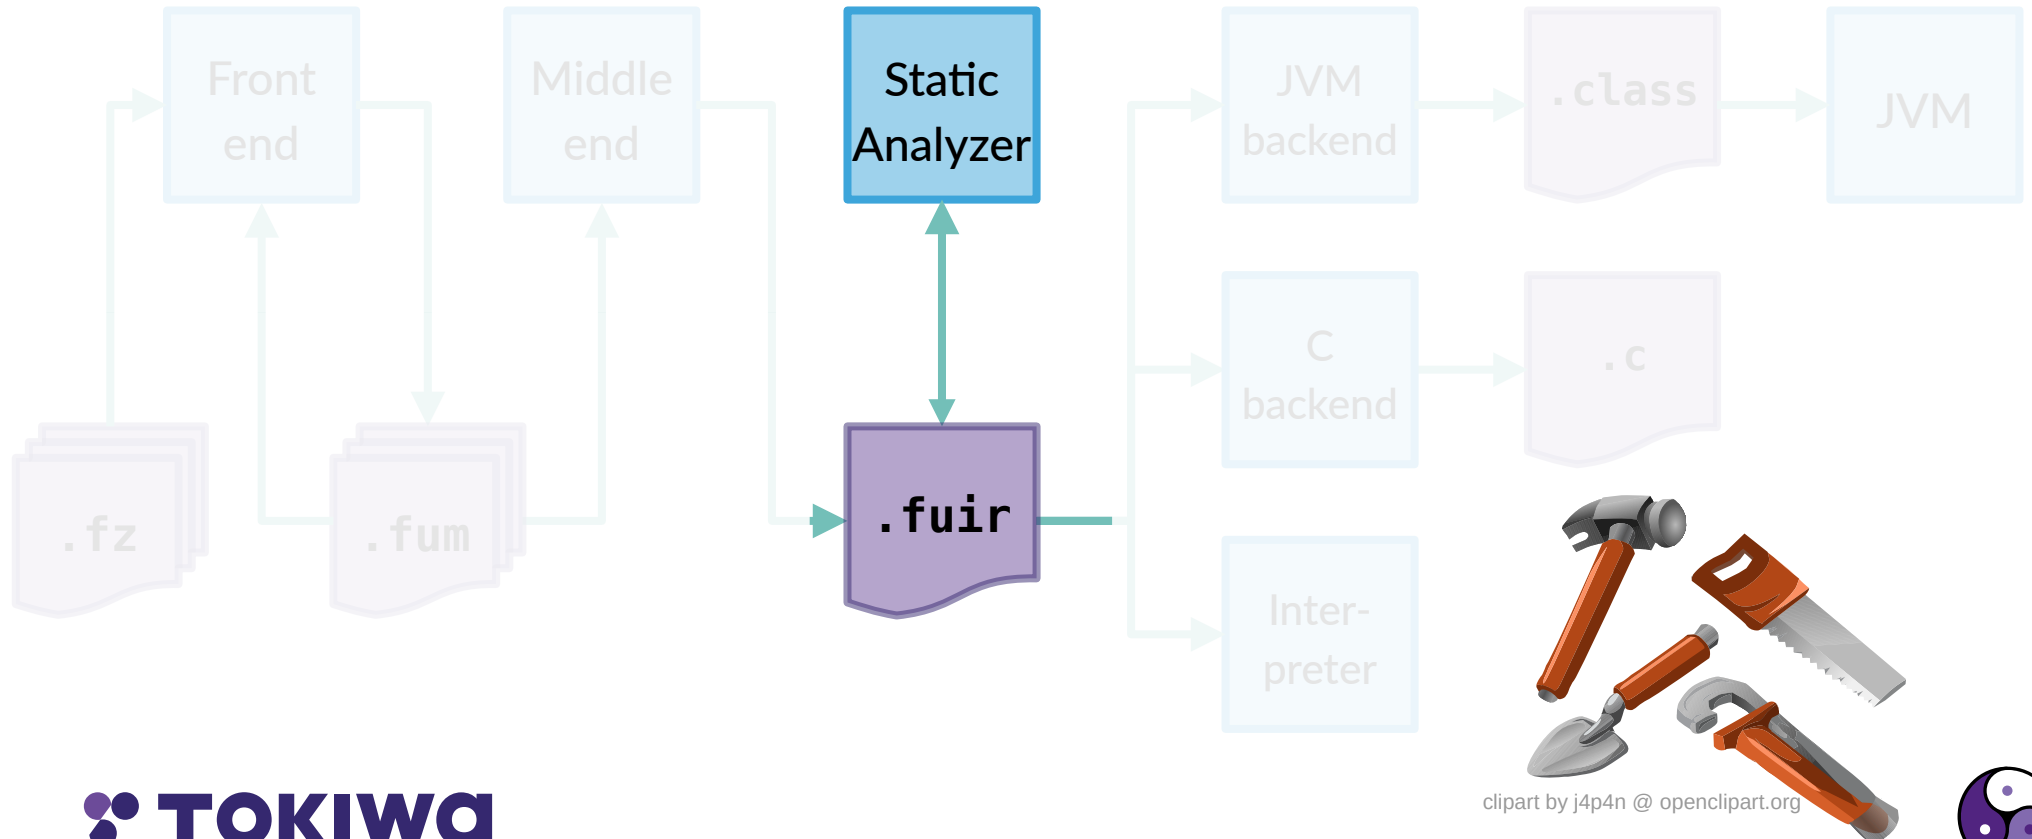 Front
end
Middle
end
Static
Analyzer
JVM
backend
.class
JVM
C
backend
.c
.fz
.fum
.fuir
Inter-
preter
clipart by j4p4n @ openclipart.org
TOKIWA